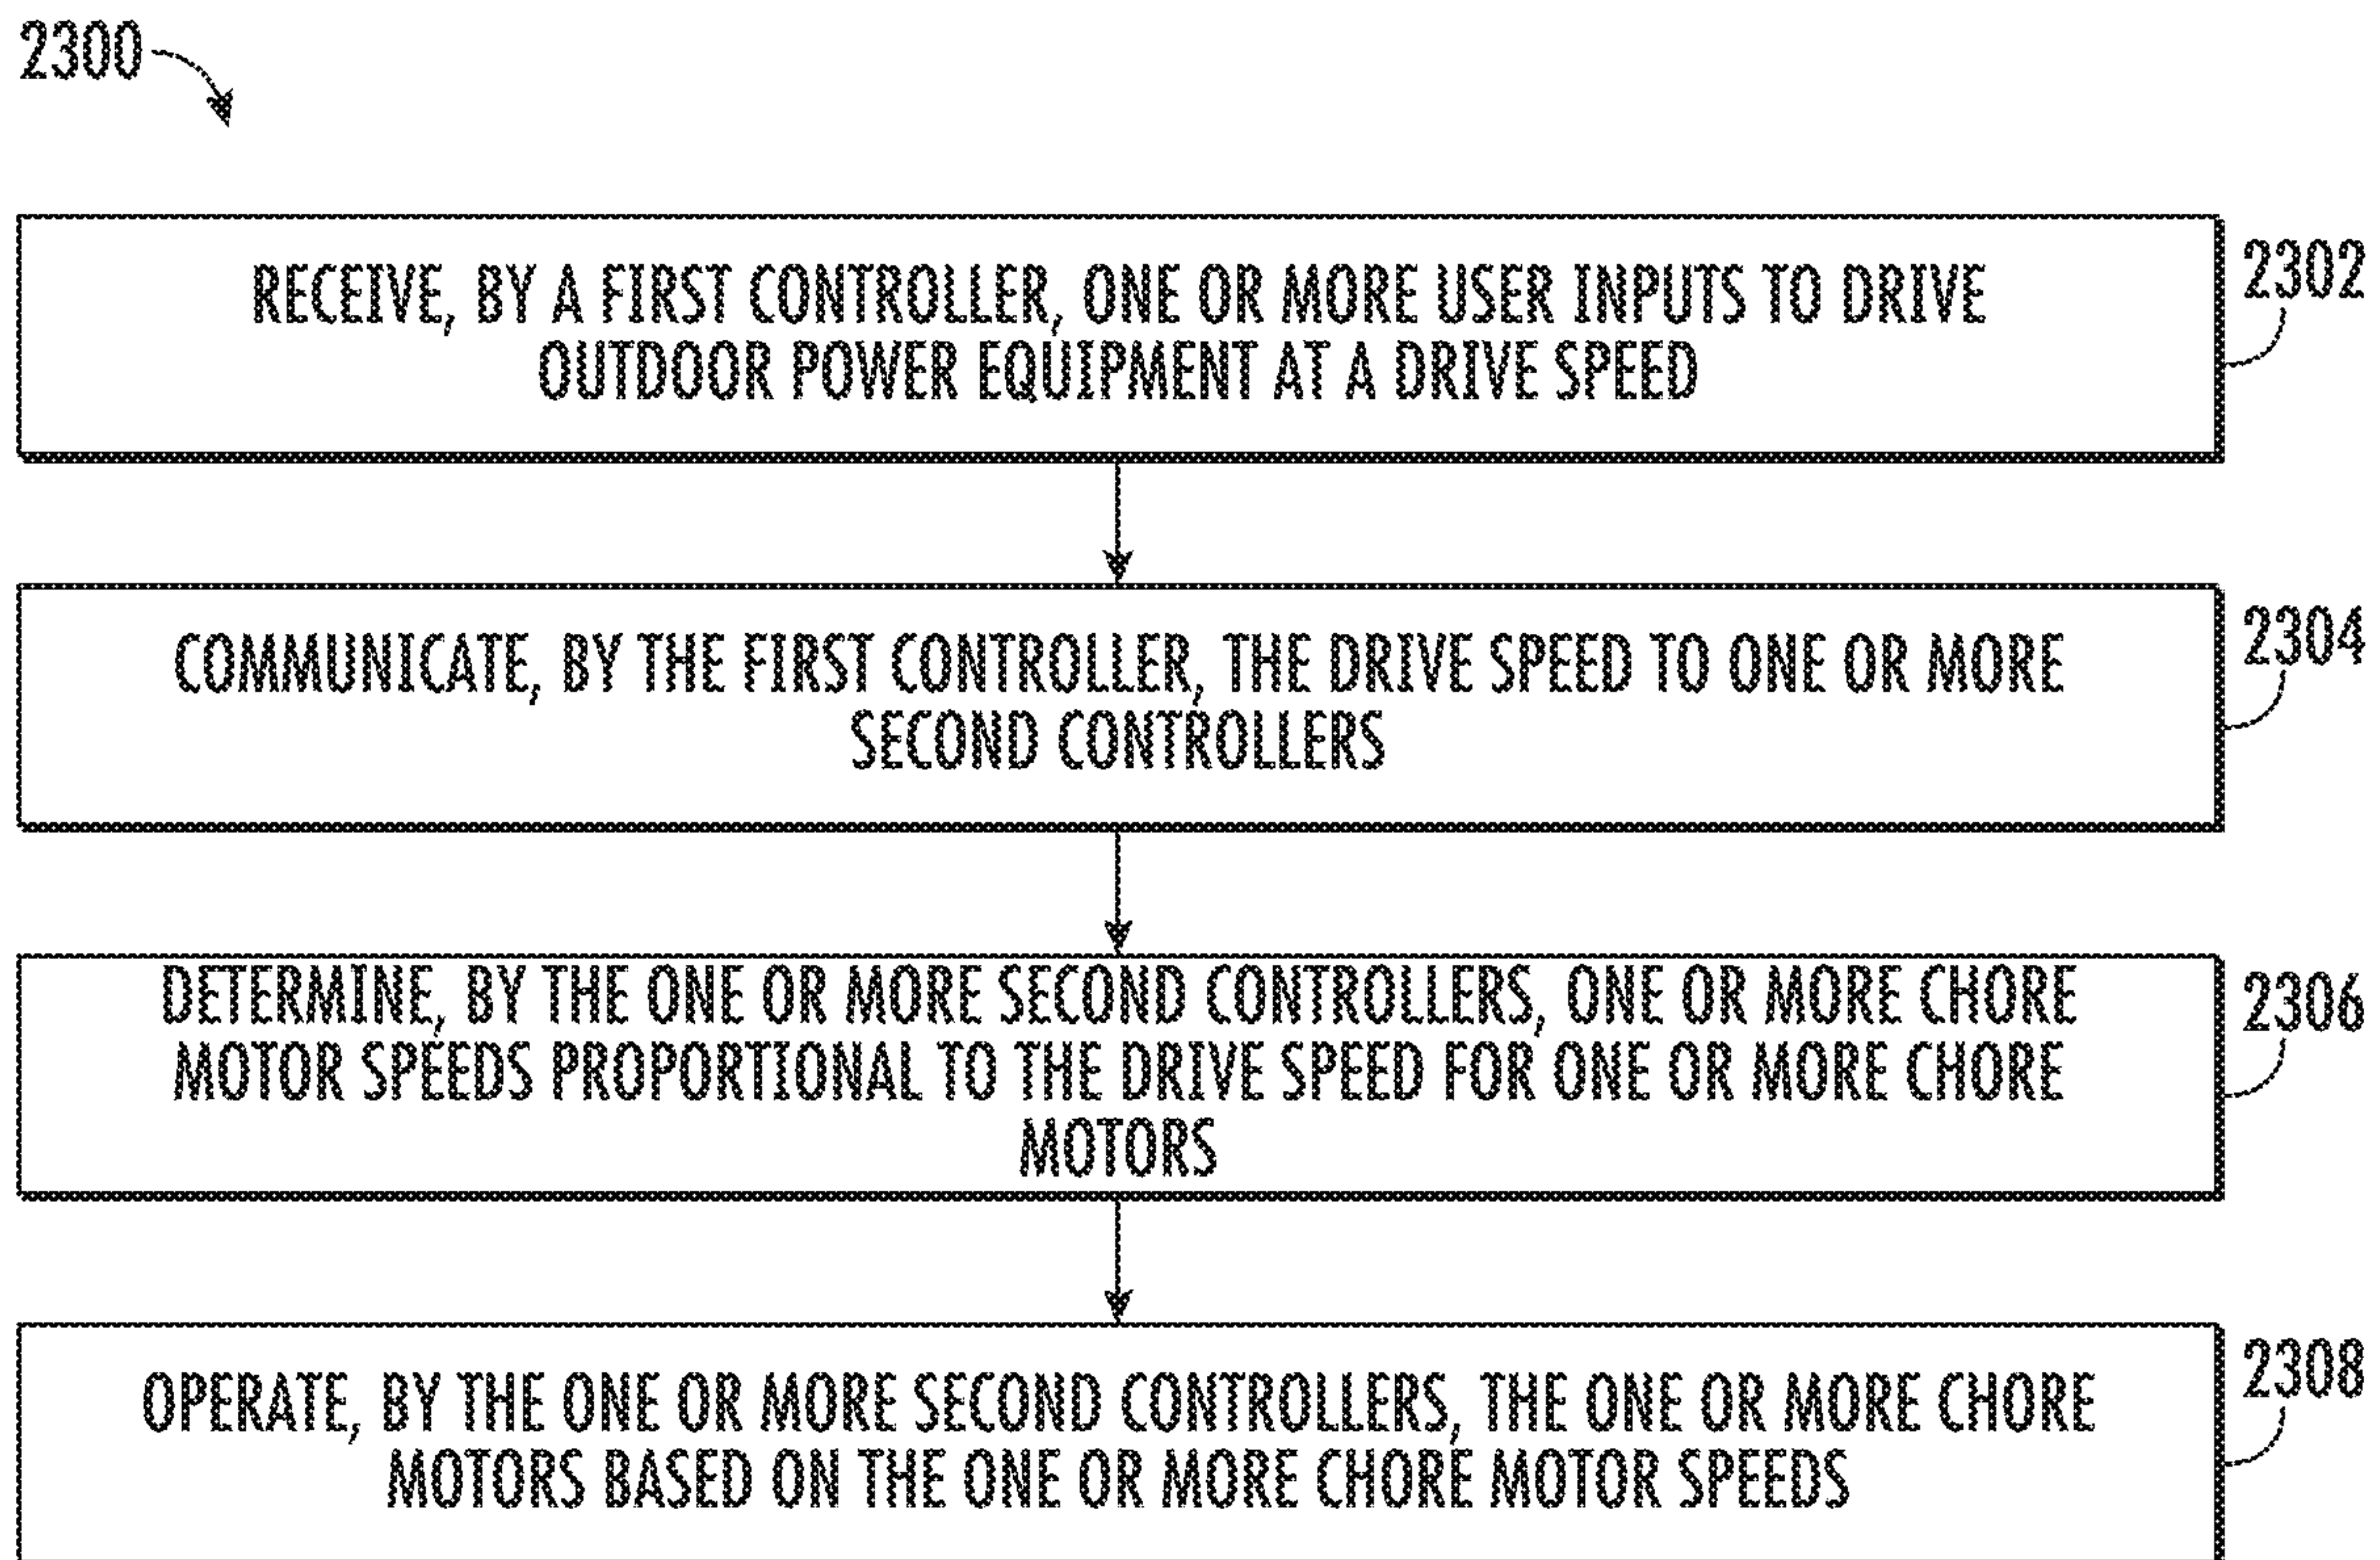 2300
RECEIVE, BY A FIRST CONTROLLER, ONE OR MORE USER INPUTS TO DRIVE
OUTDOOR POWER EQUIPMENT AT A DRIVE SPEED
2302
COMMUNICATE, BY THE FIRST CONTROLLER, THE DRIVE SPEED TO ONE OR MORE
SECOND CONTROLLERS
2304
DETERMINE, BY THE ONE OR MORE SECOND CONTROLLERS, ONE OR MORE CHORE
MOTOR SPEEDS PROPORTIONAL TO THE DRIVE SPEED FOR ONE OR MORE CHORE
MOTORS
2306
OPERATE, BY THE ONE OR MORE SECOND CONTROLLERS, THE ONE OR MORE CHORE
MOTORS BASED ON THE ONE OR MORE CHORE MOTOR SPEEDS
2308